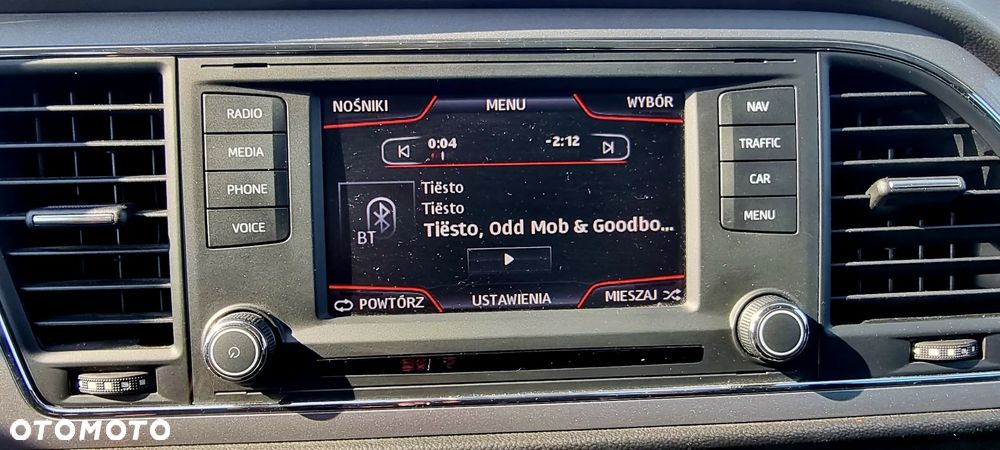 RADIO
MEDIA
PHONE
VOICE
NOŚNIKI MENU WYBÓR
0:04 -2:12
Tiësto
Tiësto
Tiësto, Odd Mob & Goodbo...
BT
POWTÓRZ USTAWIENIA MIESZAJ
NAV
TRAFFIC
CAR
MENU
OTOMOTO